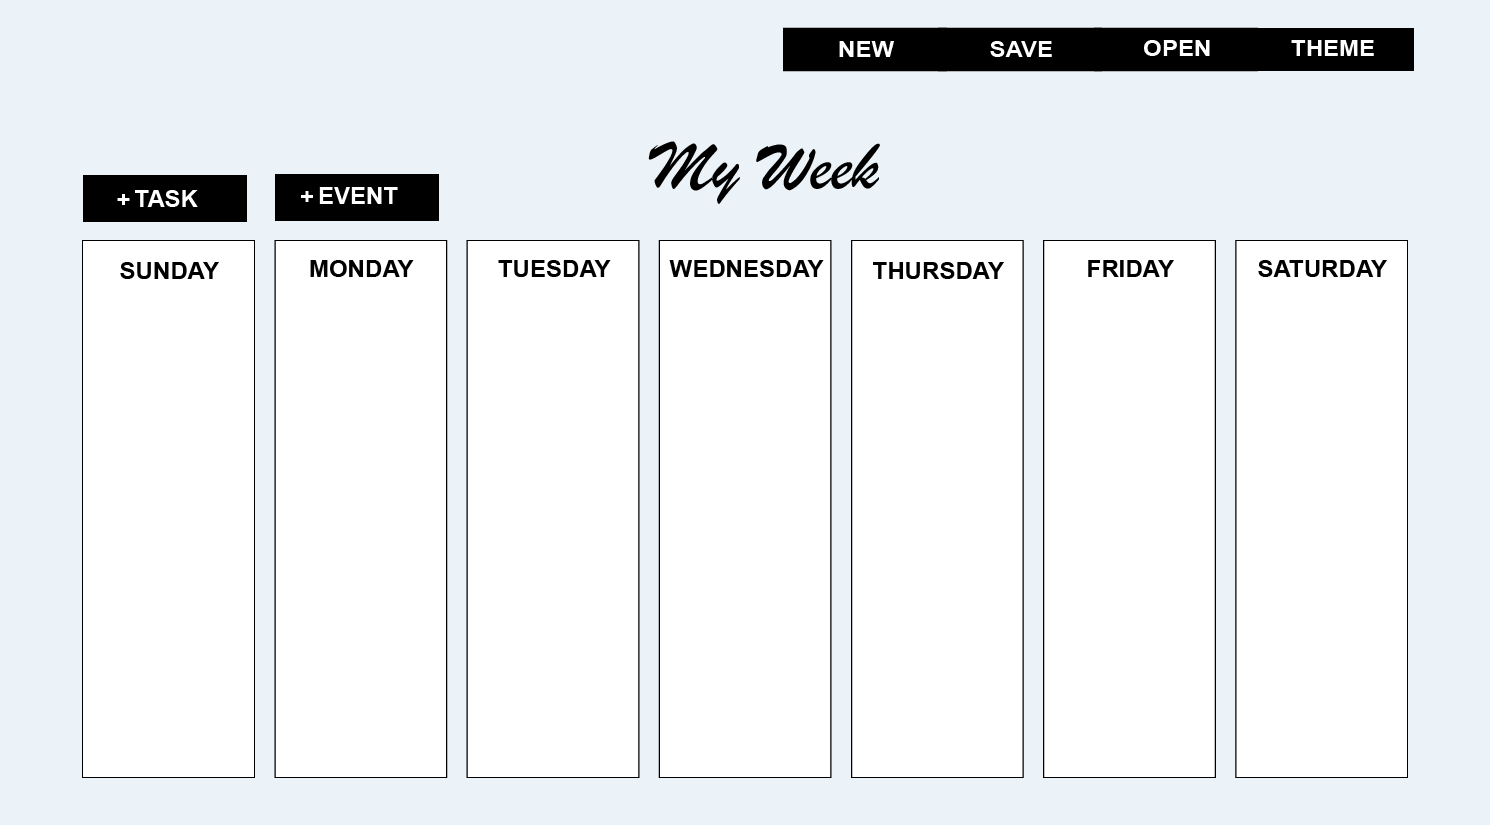 NEW SAVE OPEN THEME
My Week
+ TASK + EVENT
SUNDAY MONDAY TUESDAY WEDNESDAY THURSDAY FRIDAY SATURDAY